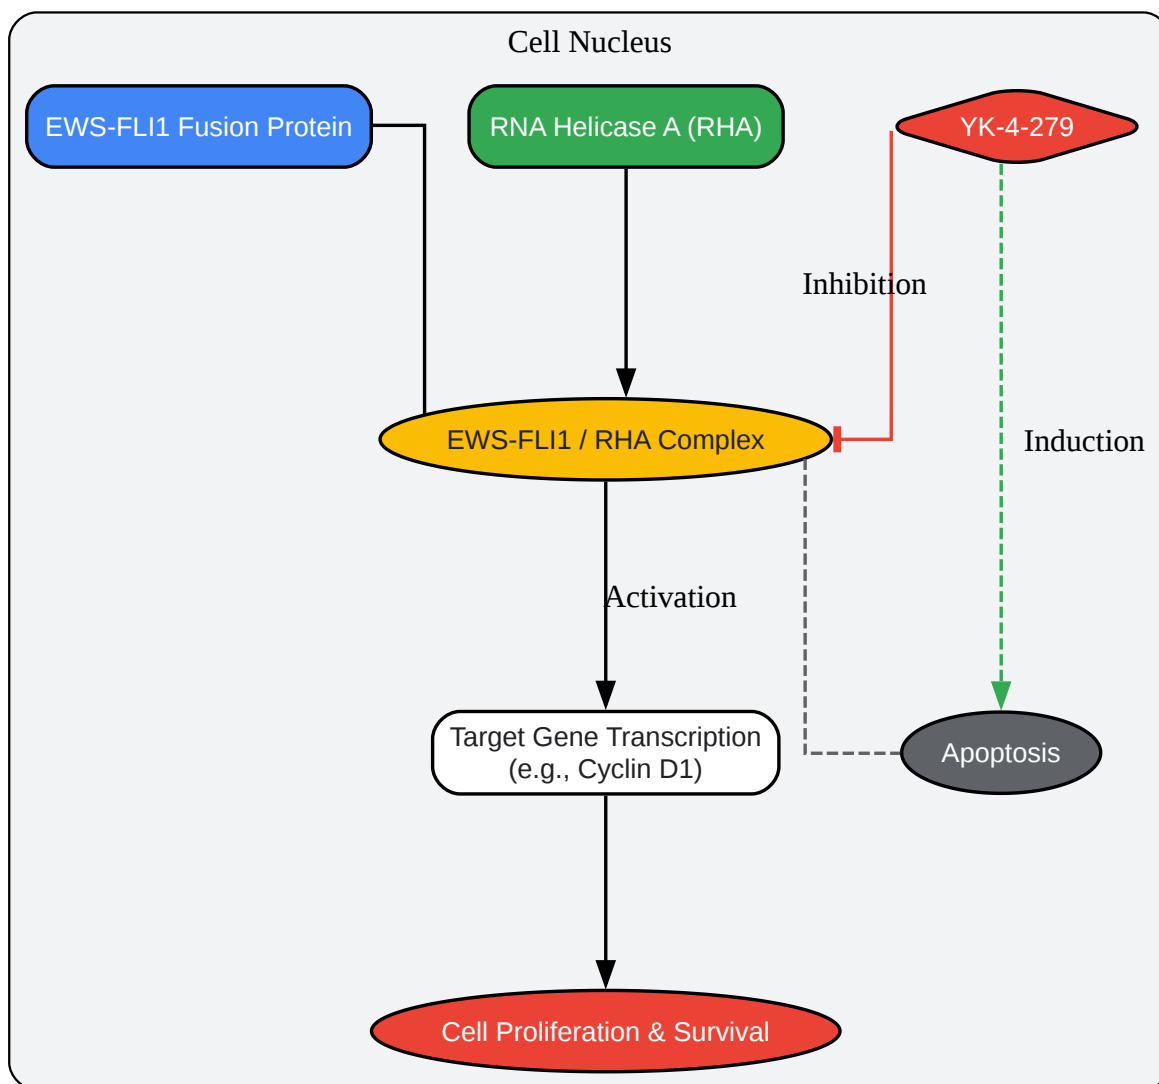 Cell Nucleus
EWS-FLI1 Fusion Protein
RNA Helicase A (RHA)
YK-4-279
Inhibition
EWS-FLI1 / RHA Complex
Induction
Activation
Target Gene Transcription
(e.g., Cyclin D1)
Apoptosis
Cell Proliferation & Survival